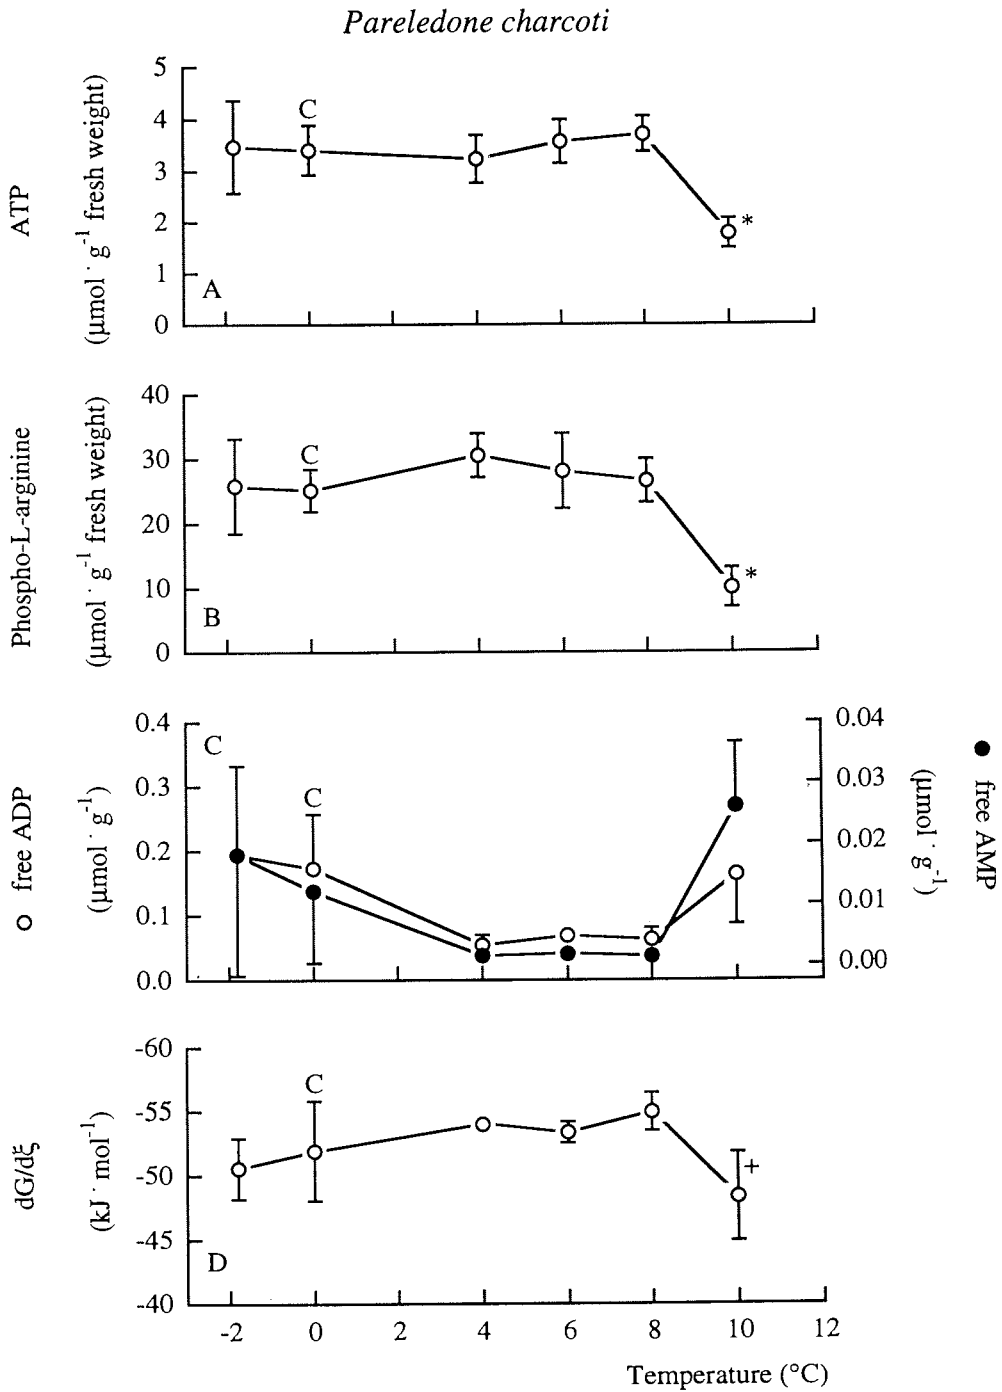 Pareledone charcoti
ATP
(μmol · g-1 fresh weight)
5
4
3
2
1
0
C
*
A
Phospho-L-arginine
(μmol · g-1 fresh weight)
40
30
20
10
0
C
*
B
free ADP
(μmol · g-1)
0.4
0.3
0.2
0.1
0.0
C
C
0.04
0.03
0.02
0.01
0.00
(μmol · g-1)
free AMP
dG/dξ
(kJ · mol-1)
-60
-55
-50
-45
-40
C
+
D
-2 0 2 4 6 8 10 12
Temperature (°C)